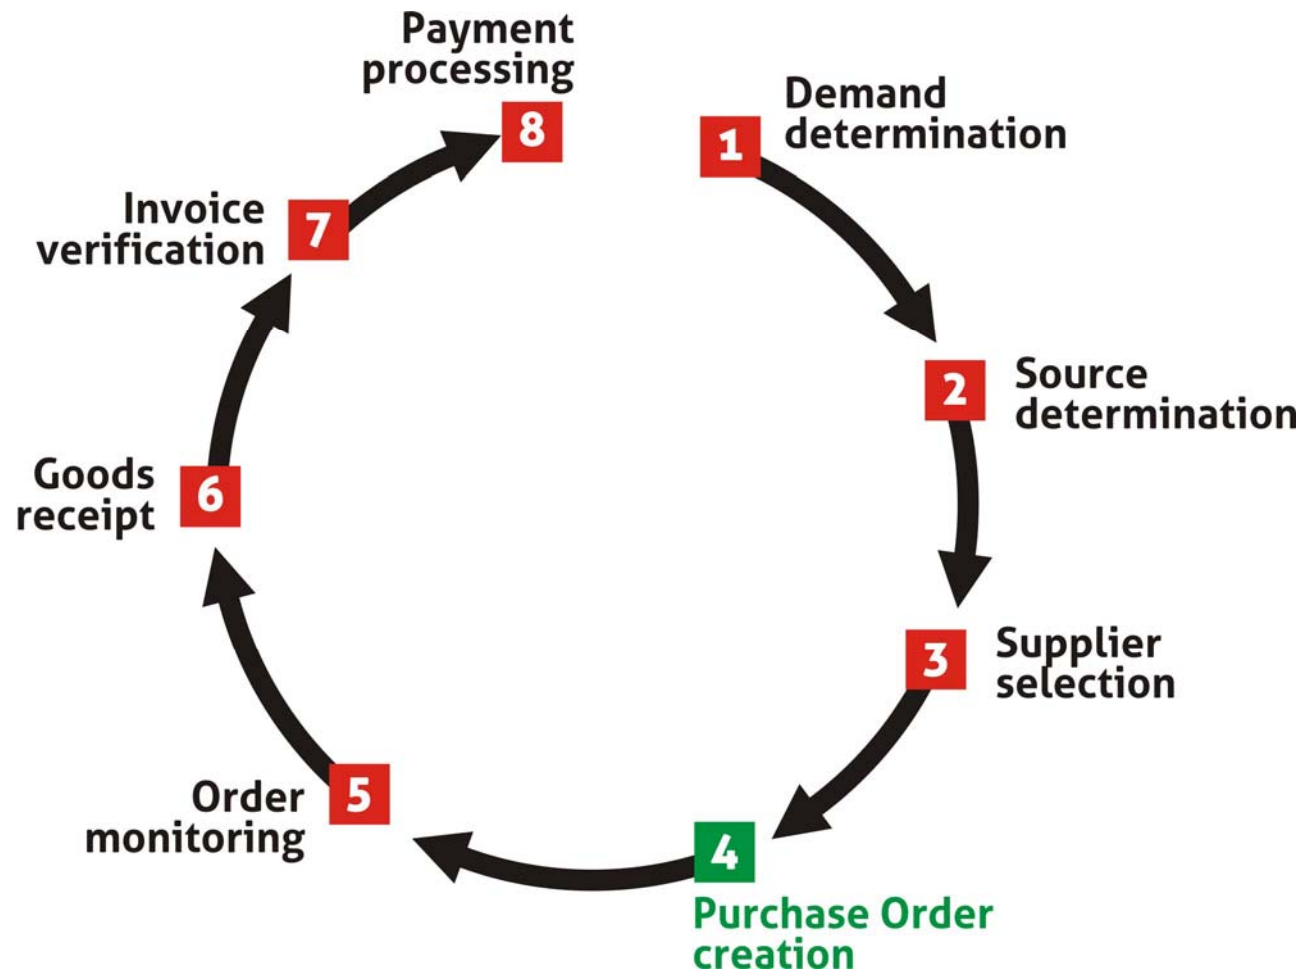 1
Demand
determination
2
Source
determination
3
Supplier
selection
4
Purchase Order
creation
5
Order
monitoring
6
Goods
receipt
7
Invoice
verification
8
Payment
processing